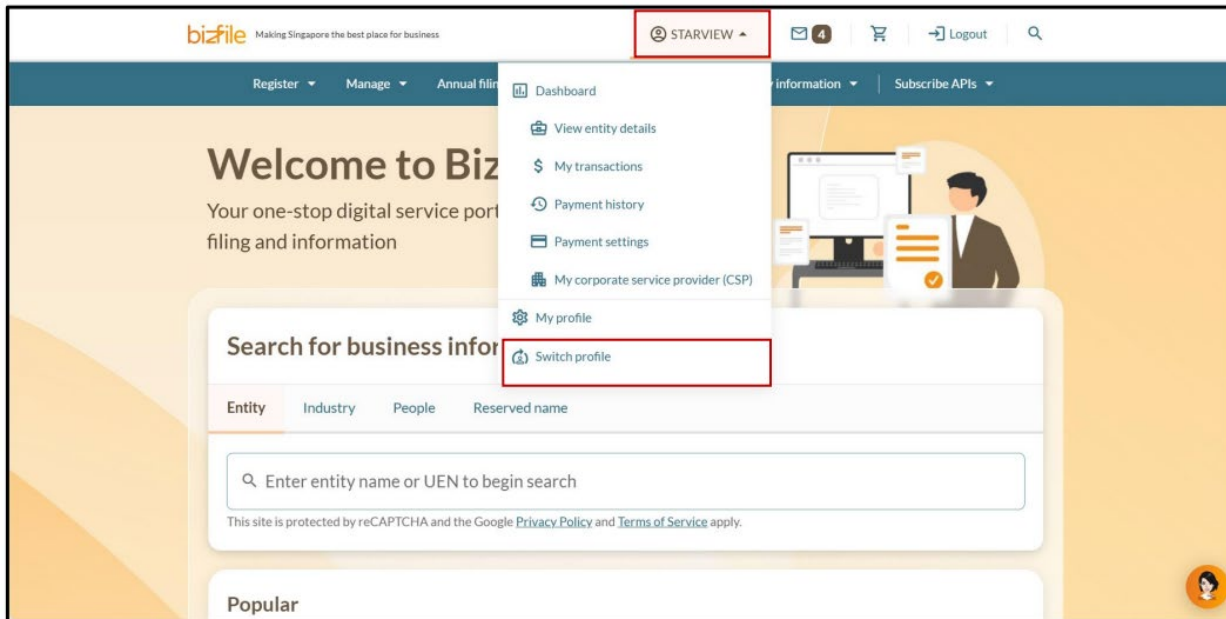 bizfile Making Singapore the best place for business
STARVIEW
4
Logout
Register
Manage
Annual filin
information
Subscribe APIs
Dashboard
View entity details
My transactions
Payment history
Payment settings
My corporate service provider (CSP)
My profile
Switch profile
Welcome to Biz
Your one-stop digital service port
filing and information
Search for business infor
Entity
Industry
People
Reserved name
Enter entity name or UEN to begin search
This site is protected by reCAPTCHA and the Google Privacy Policy and Terms of Service apply.
Popular